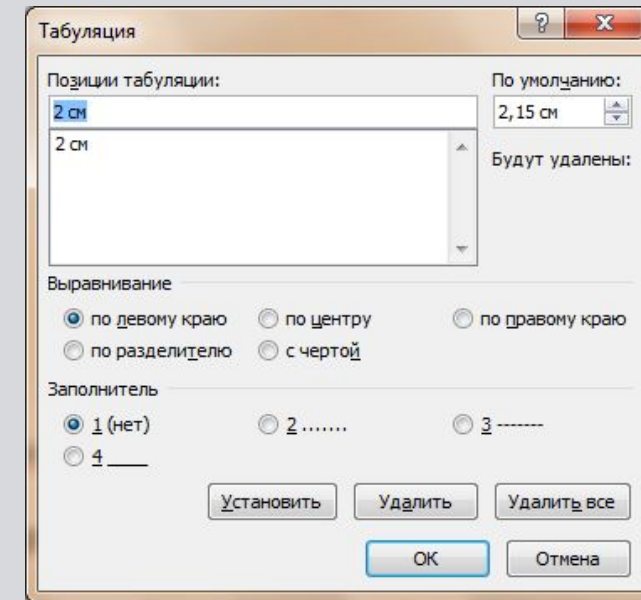 Табуляция
Позиции табуляции: По умолчанию:
2 см 2,15 см
2 см
Будут удалены:
Выравнивание
по левому краю по центру по правому краю
по разделителю с чертой
Заполнитель
1 (нет) 2 ....... 3 -------
4 ____
Установить Удалить Удалить все
ОК Отмена